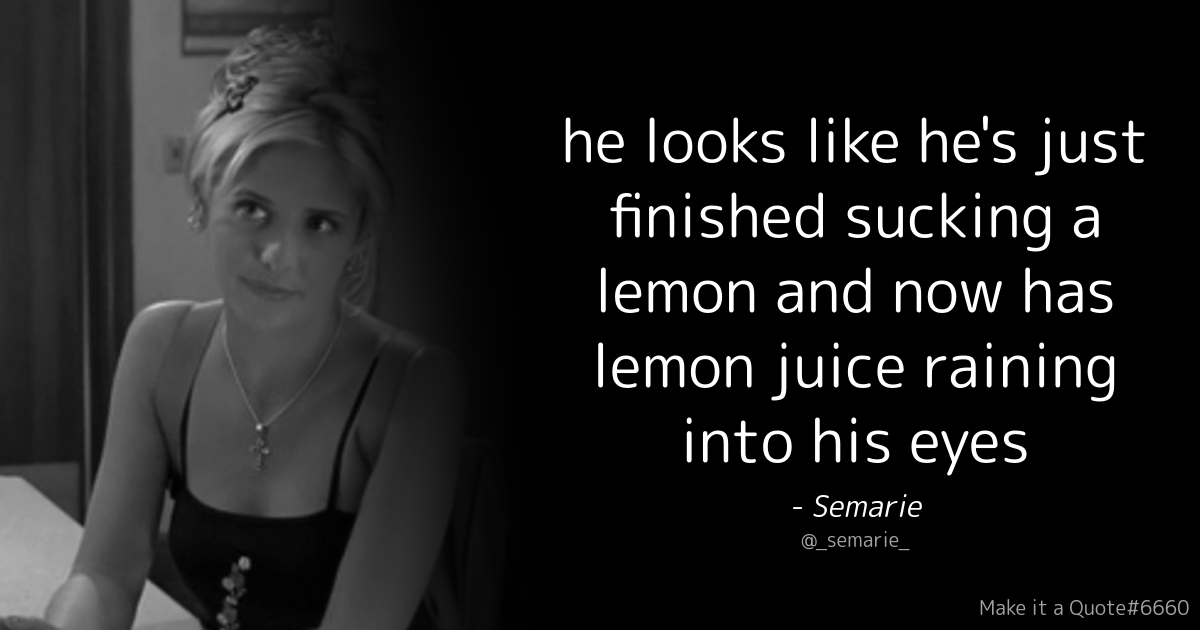 he looks like he's just
finished sucking a
lemon and now has
lemon juice raining
into his eyes
- Semarie
@_semarie_
Make it a Quote#6660